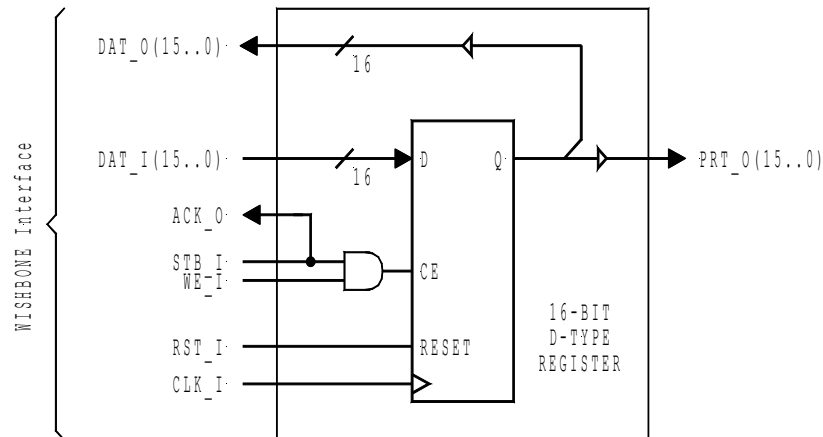 DAT_O(15..0)
16
DAT_I(15..0)
16
D
Q
PRT_O(15..0)
ACK_O
STB_I
WE_I
CE
RST_I
RESET
CLK_I
16-BIT
D-TYPE
REGISTER
WISHBONE Interface